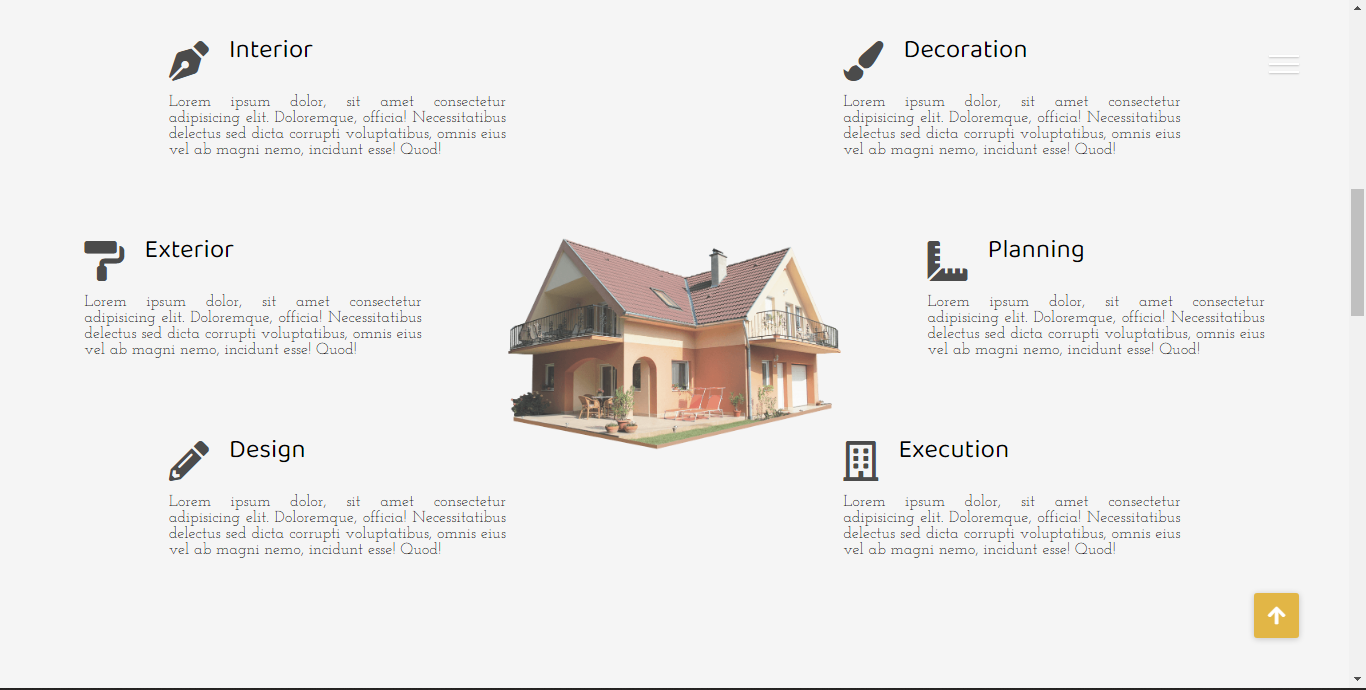 Interior
Lorem ipsum dolor, sit amet consectetur
adipisicing elit. Doloremque, officia! Necessitatibus
delectus sed dicta corrupti voluptatibus, omnis eius
vel ab magni nemo, incidunt esse! Quod!
Decoration
Lorem ipsum dolor, sit amet consectetur
adipisicing elit. Doloremque, officia! Necessitatibus
delectus sed dicta corrupti voluptatibus, omnis eius
vel ab magni nemo, incidunt esse! Quod!
Exterior
Lorem ipsum dolor, sit amet consectetur
adipisicing elit. Doloremque, officia! Necessitatibus
delectus sed dicta corrupti voluptatibus, omnis eius
vel ab magni nemo, incidunt esse! Quod!
Planning
Lorem ipsum dolor, sit amet consectetur
adipisicing elit. Doloremque, officia! Necessitatibus
delectus sed dicta corrupti voluptatibus, omnis eius
vel ab magni nemo, incidunt esse! Quod!
Design
Lorem ipsum dolor, sit amet consectetur
adipisicing elit. Doloremque, officia! Necessitatibus
delectus sed dicta corrupti voluptatibus, omnis eius
vel ab magni nemo, incidunt esse! Quod!
Execution
Lorem ipsum dolor, sit amet consectetur
adipisicing elit. Doloremque, officia! Necessitatibus
delectus sed dicta corrupti voluptatibus, omnis eius
vel ab magni nemo, incidunt esse! Quod!